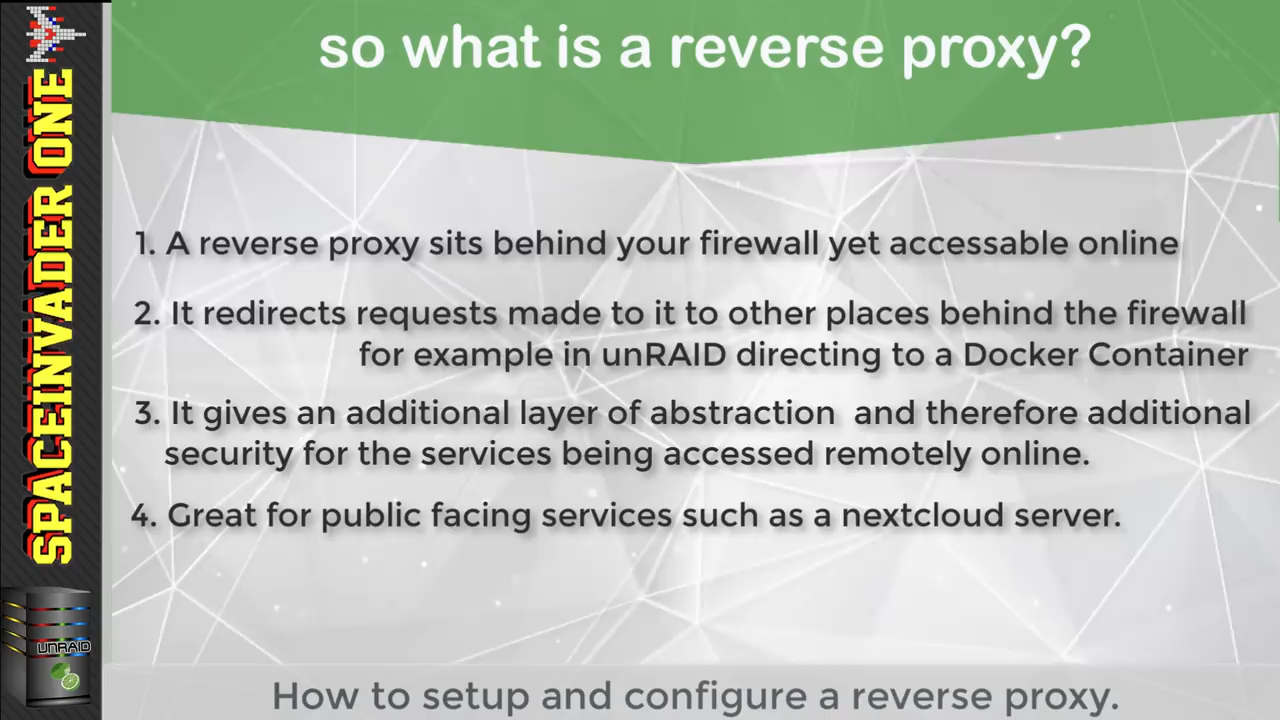 SPACEINVADER ONE
so what is a reverse proxy?
1. A reverse proxy sits behind your firewall yet accessable online
2. It redirects requests made to it to other places behind the firewall
for example in unRAID directing to a Docker Container
3. It gives an additional layer of abstraction and therefore additional
security for the services being accessed remotely online.
4. Great for public facing services such as a nextcloud server.
UNRAID
How to setup and configure a reverse proxy.